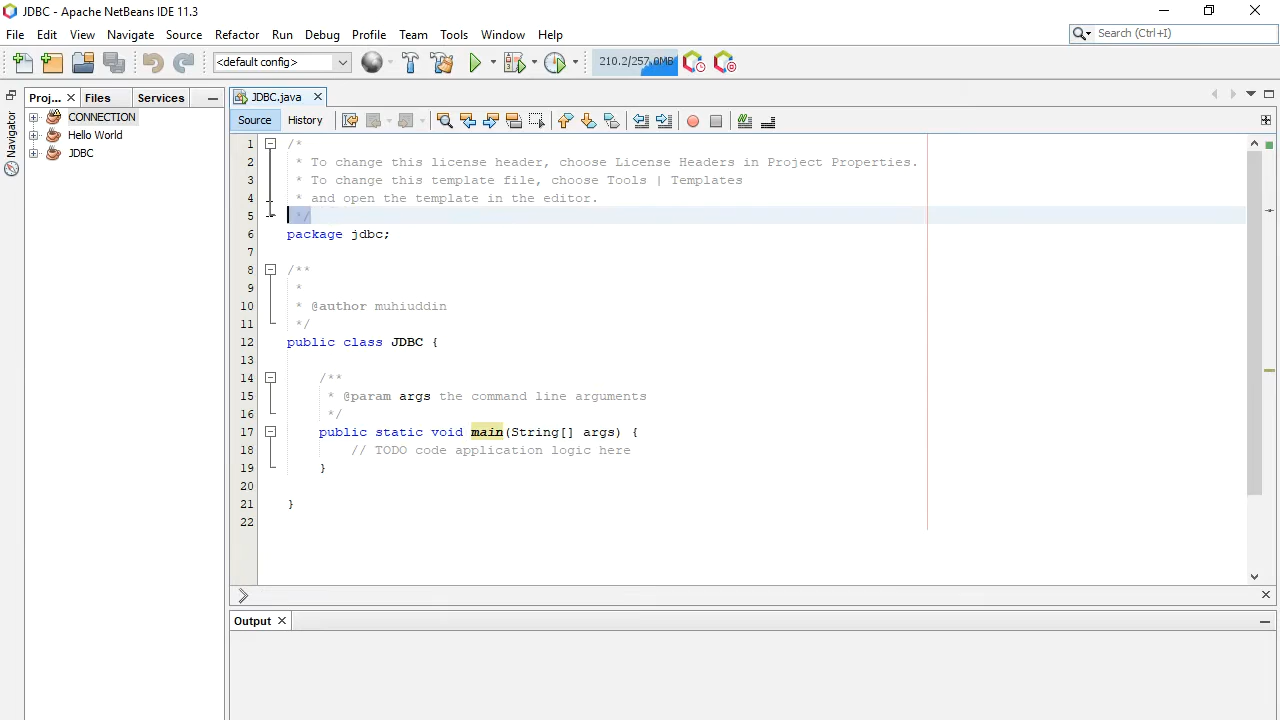 JDBC - Apache NetBeans IDE 11.3
File Edit View Navigate Source Refactor Run Debug Profile Team Tools Window Help
Search (Ctrl+I)
<default config>
210.2/257.0MB
Proj... Files Services
JDBC.java
Navigator
CONNECTION
Hello World
JDBC
Source History
1 /*
2 * To change this license header, choose License Headers in Project Properties.
3 * To change this template file, choose Tools | Templates
4 * and open the template in the editor.
5 */
6 package jdbc;
7
8 /**
9 *
10 * @author muhiuddin
11 */
12 public class JDBC {
13
14 /**
15 * @param args the command line arguments
16 */
17 public static void main(String[] args) {
18 // TODO code application logic here
19 }
20
21 }
22
Output